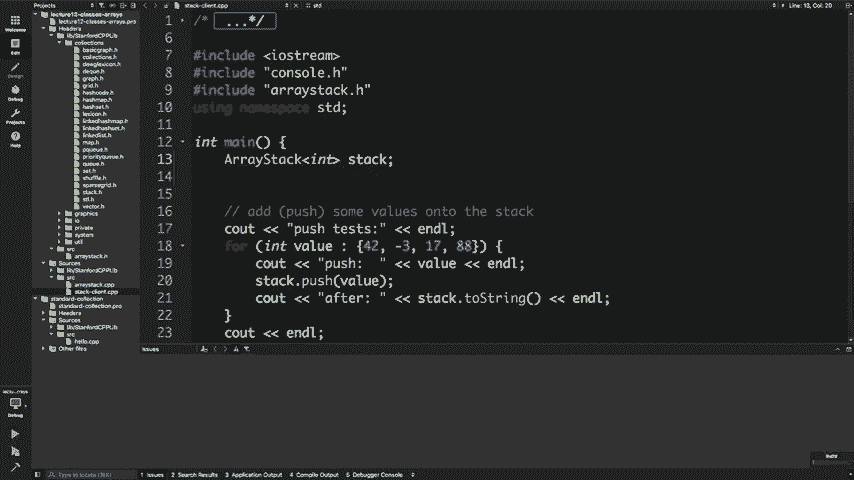 Projects
stack-client.cpp
std
Line: 13, Col: 20
Welcome
Edit
Design
Debug
Projects
Help
lecture13-classes-arrays
lecture13-classes-arrays.pro
Headers
lib/StanfordCPPLib
collections
basicgraph.h
collections.h
dawglexicon.h
deque.h
graph.h
grid.h
hashcode.h
hashmap.h
hashset.h
lexicon.h
linkedhashmap.h
linkedhashset.h
linkedlist.h
map.h
pqueue.h
priorityqueue.h
queue.h
set.h
shuffle.h
sparsegrid.h
stack.h
stl.h
vector.h
graphics
io
private
system
util
src
arraystack.h
Sources
lib/StanfordCPPLib
src
arraystack.cpp
stack-client.cpp
standard-collection
standard-collection.pro
Headers
Sources
lib/StanfordCPPLib
src
hello.cpp
Other files
1 /* ...*/
6
7 #include <iostream>
8 #include "console.h"
9 #include "arraystack.h"
10 using namespace std;
11
12 int main() {
13 ArrayStack<int> stack;
14
15
16 // add (push) some values onto the stack
17 cout << "push tests:" << endl;
18 for (int value : {42, -3, 17, 88}) {
19 cout << "push:  " << value << endl;
20 stack.push(value);
21 cout << "after: " << stack.toString() << endl;
22 }
23 cout << endl;
Issues
Debug
Type to locate (⌘K)
1 Issues
2 Search Results
3 Application Output
4 Compile Output
5 Debugger Console